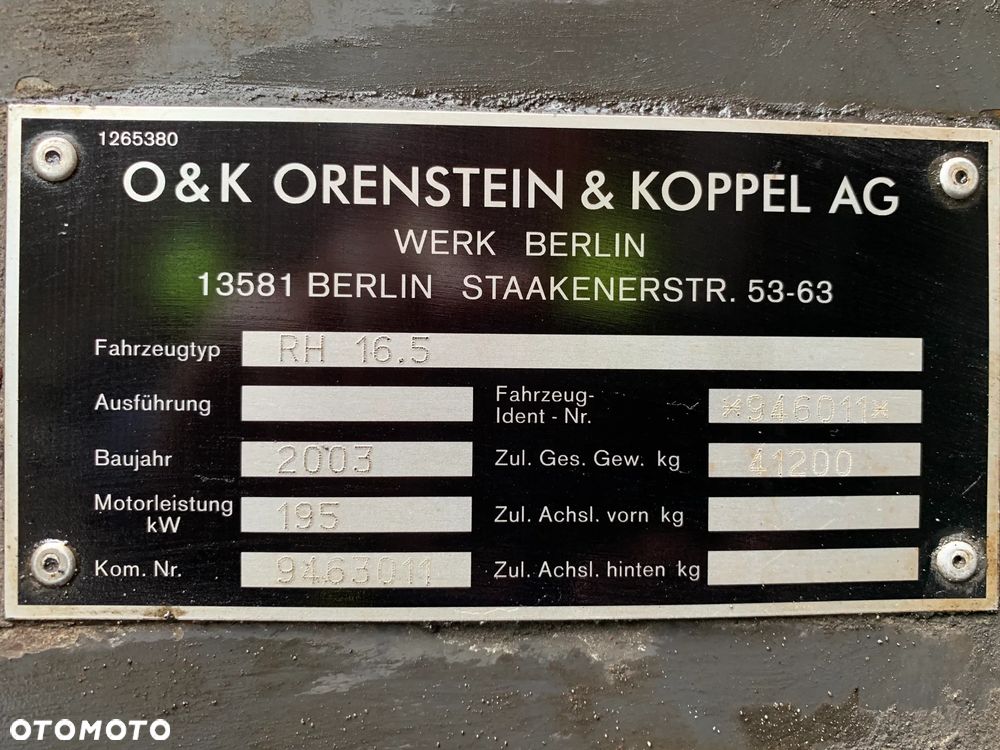 1265380
O & K ORENSTEIN & KOPPEL AG
WERK BERLIN
13581 BERLIN STAAKENERSTR. 53-63
Fahrzeugtyp RH 16.5
Ausführung
Fahrzeug-
Ident - Nr. *946011*
Baujahr 2003 Zul. Ges. Gew. kg 41200
Motorleistung
kW 195 Zul. Achsl. vorn kg
Kom. Nr. 9463011 Zul. Achsl. hinten kg
OTOMOTO